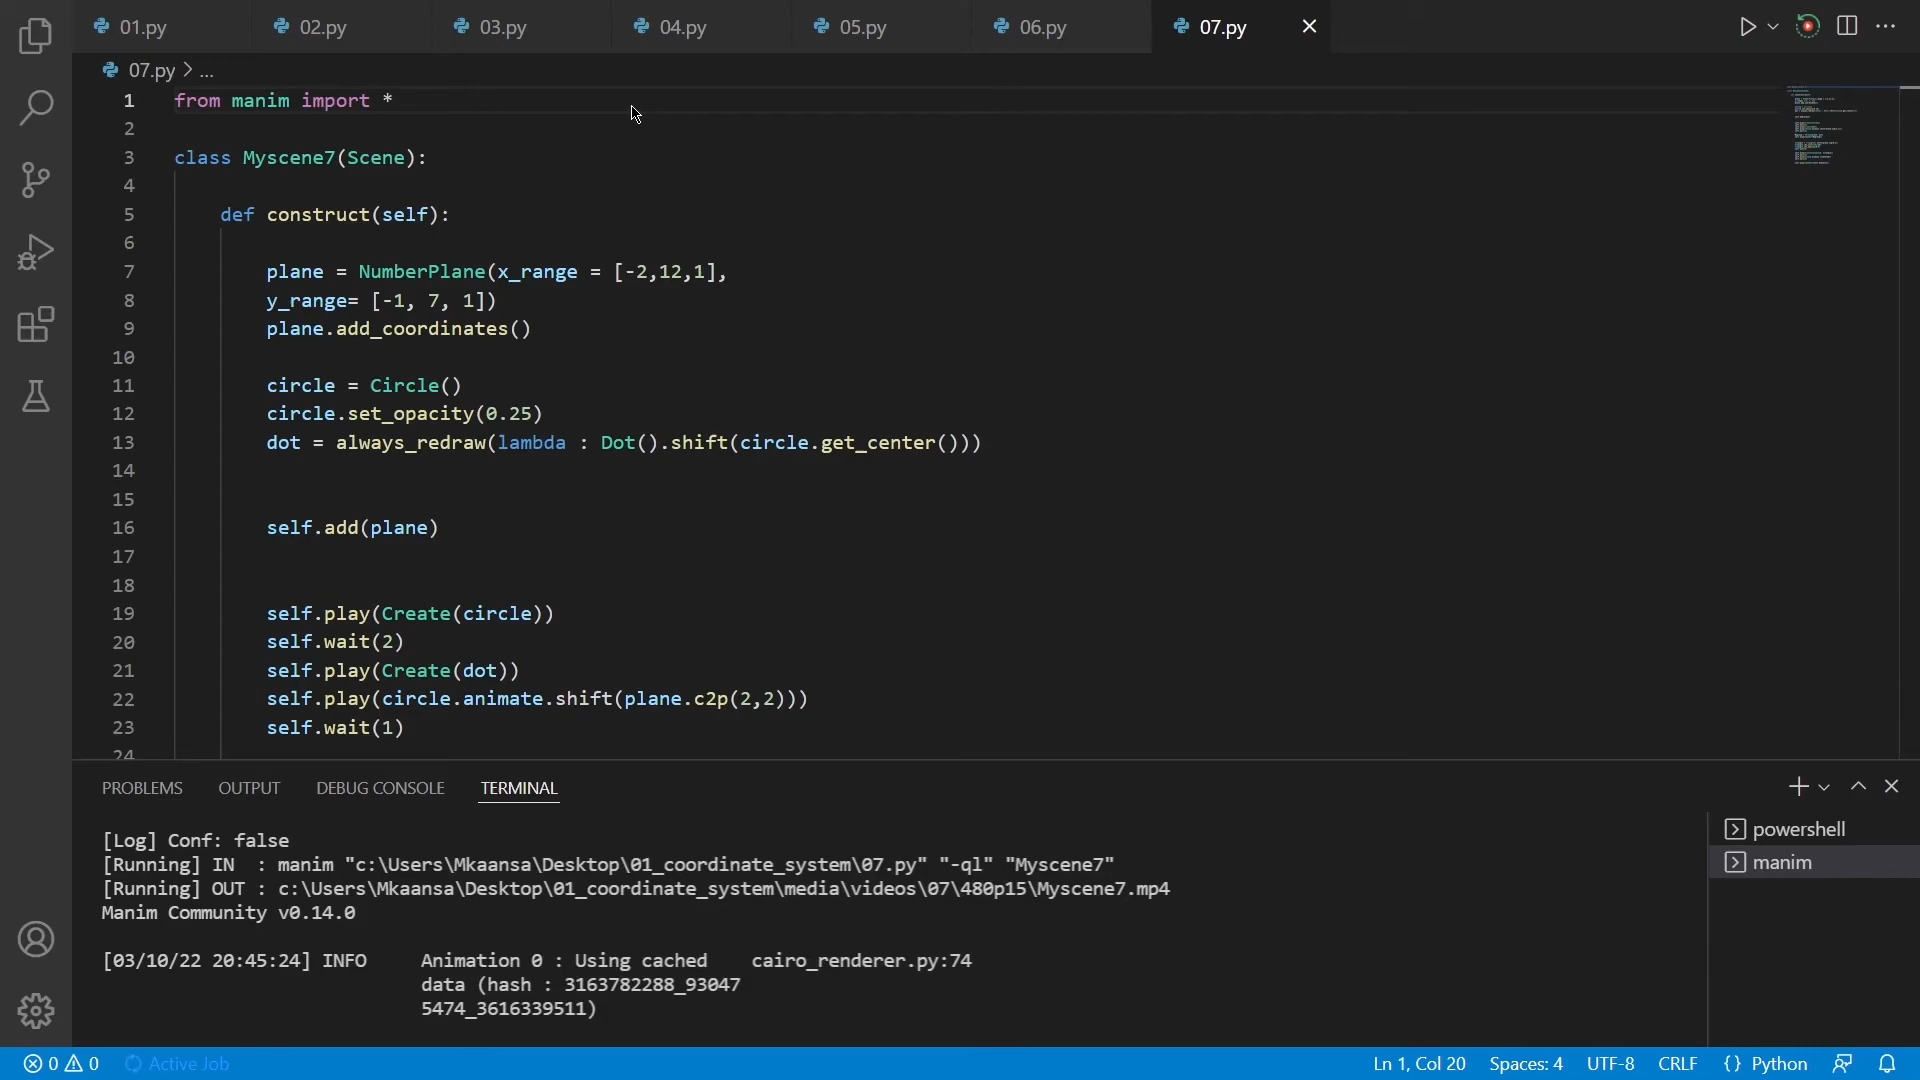 01.py 02.py 03.py 04.py 05.py 06.py 07.py
07.py > ...
1 from manim import *
2
3 class Myscene7(Scene):
4
5 def construct(self):
6
7 plane = NumberPlane(x_range = [-2,12,1],
8 y_range= [-1, 7, 1])
9 plane.add_coordinates()
10
11 circle = Circle()
12 circle.set_opacity(0.25)
13 dot = always_redraw(lambda : Dot().shift(circle.get_center()))
14
15
16 self.add(plane)
17
18
19 self.play(Create(circle))
20 self.wait(2)
21 self.play(Create(dot))
22 self.play(circle.animate.shift(plane.c2p(2,2)))
23 self.wait(1)
24
PROBLEMS OUTPUT DEBUG CONSOLE TERMINAL
[Log] Conf: false
[Running] IN : manim "c:\Users\Mkaansa\Desktop\01_coordinate_system\07.py" "-ql" "Myscene7"
[Running] OUT : c:\Users\Mkaansa\Desktop\01_coordinate_system\media\videos\07\480p15\Myscene7.mp4
Manim Community v0.14.0
[03/10/22 20:45:24] INFO Animation 0 : Using cached cairo_renderer.py:74
data (hash : 3163782288_93047
5474_3616339511)
powershell
manim
0 0 Active Job Ln 1, Col 20 Spaces: 4 UTF-8 CRLF {} Python